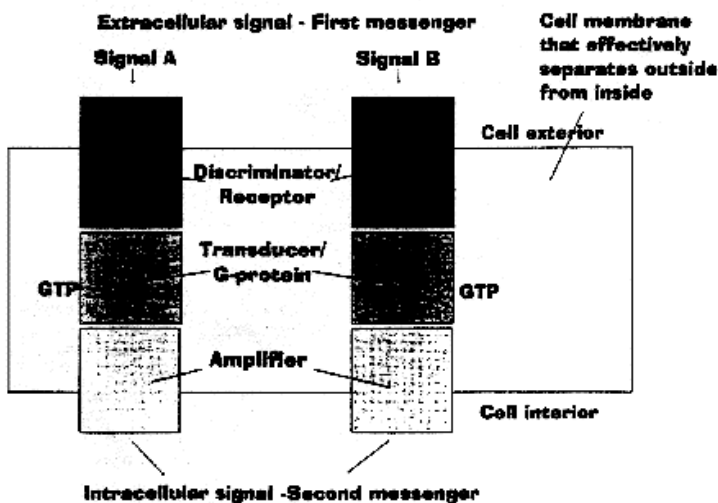 Extracellular signal - First messenger
Signal A
Signal B
Cell membrane
that effectively
separates outside
from inside
Cell exterior
Discriminator/
Receptor
Transducer/
G-protein
GTP
GTP
Amplifier
Cell interior
Intracellular signal -Second messenger